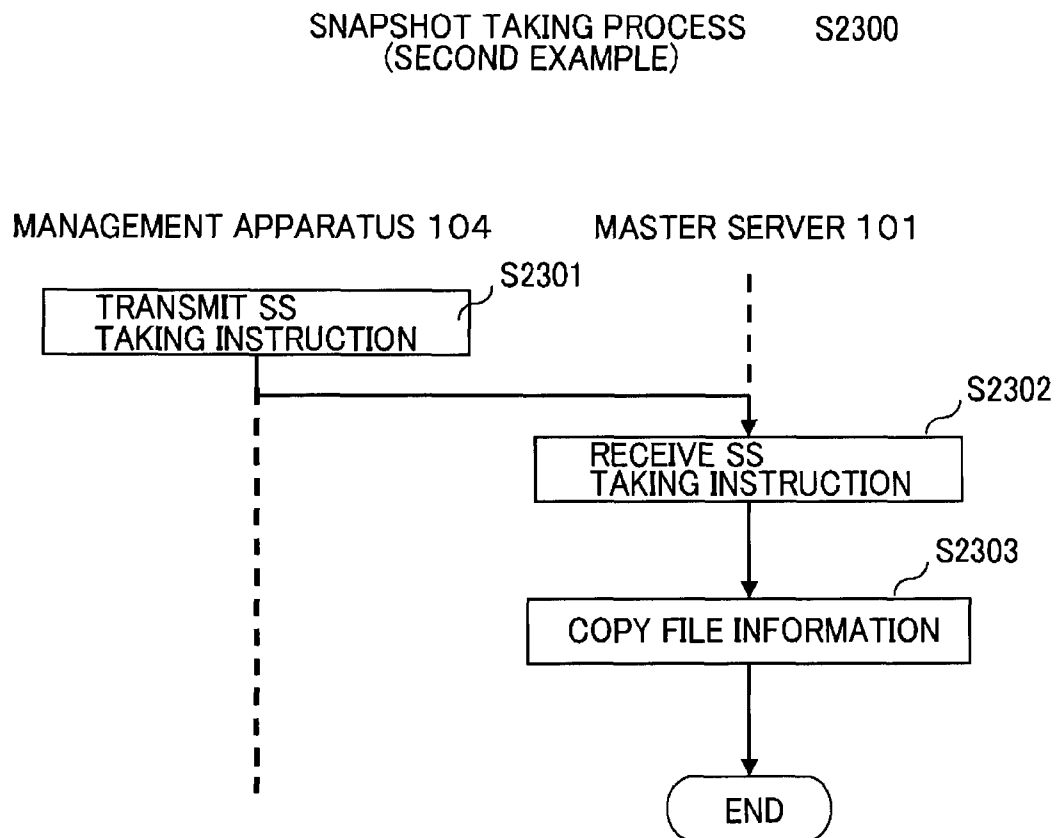 SNAPSHOT TAKING PROCESS S2300
(SECOND EXAMPLE)
MANAGEMENT APPARATUS 104
MASTER SERVER 101
S2301
TRANSMIT SS
TAKING INSTRUCTION
S2302
RECEIVE SS
TAKING INSTRUCTION
S2303
COPY FILE INFORMATION
END